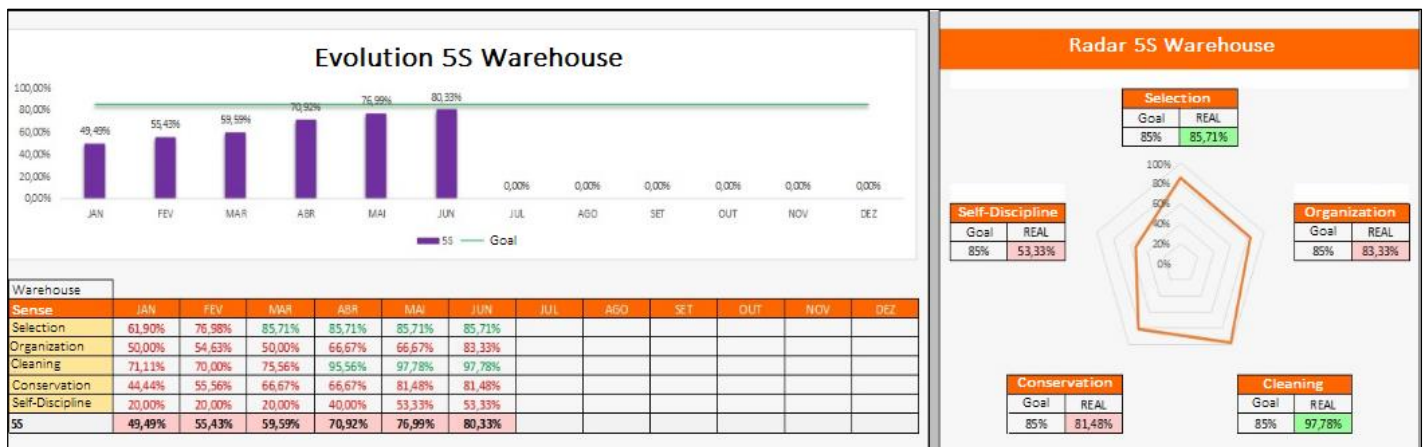 Evolution 5S Warehouse
100,00%
80,00%
60,00%
40,00%
20,00%
0,00%
49,49% 55,43% 59,59% 70,92% 76,99% 80,33% 0,00% 0,00% 0,00% 0,00% 0,00% 0,00%
JAN FEV MAR ABR MAI JUN JUL AGO SET OUT NOV DEZ
5S Goal
Warehouse
Sense JAN FEV MAR ABR MAI JUN JUL AGO SET OUT NOV DEZ
Selection 61,90% 76,98% 85,71% 85,71% 85,71% 85,71%
Organization 50,00% 54,63% 50,00% 66,67% 66,67% 83,33%
Cleaning 71,11% 70,00% 75,56% 95,56% 97,78% 97,78%
Conservation 44,44% 55,56% 66,67% 66,67% 81,48% 81,48%
Self-Discipline 20,00% 20,00% 20,00% 40,00% 53,33% 53,33%
5S 49,49% 55,43% 59,59% 70,92% 76,99% 80,33%
Radar 5S Warehouse
Selection
Goal REAL
85% 85,71%
100%
80%
60%
40%
20%
0%
Self-Discipline
Goal REAL
85% 53,33%
Organization
Goal REAL
85% 83,33%
Conservation
Goal REAL
85% 81,48%
Cleaning
Goal REAL
85% 97,78%